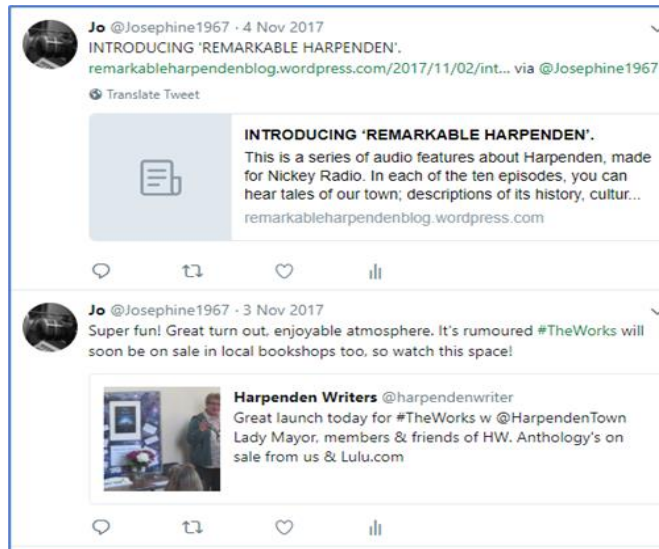 Jo @Josephine1967 · 4 Nov 2017
INTRODUCING 'REMARKABLE HARPENDEN'.
remarkableharpendenblog.wordpress.com/2017/11/02/int... via @Josephine1967
Translate Tweet
INTRODUCING ‘REMARKABLE HARPENDEN’.
This is a series of audio features about Harpenden, made
for Nickey Radio. In each of the ten episodes, you can
hear tales of our town; descriptions of its history, cultur...
remarkableharpendenblog.wordpress.com
Jo @Josephine1967 · 3 Nov 2017
Super fun! Great turn out, enjoyable atmosphere. It's rumoured #TheWorks will
soon be on sale in local bookshops too, so watch this space!
Harpenden Writers @harpendenwriter
Great launch today for #TheWorks w @HarpendenTown
Lady Mayor, members & friends of HW. Anthology's on
sale from us & Lulu.com